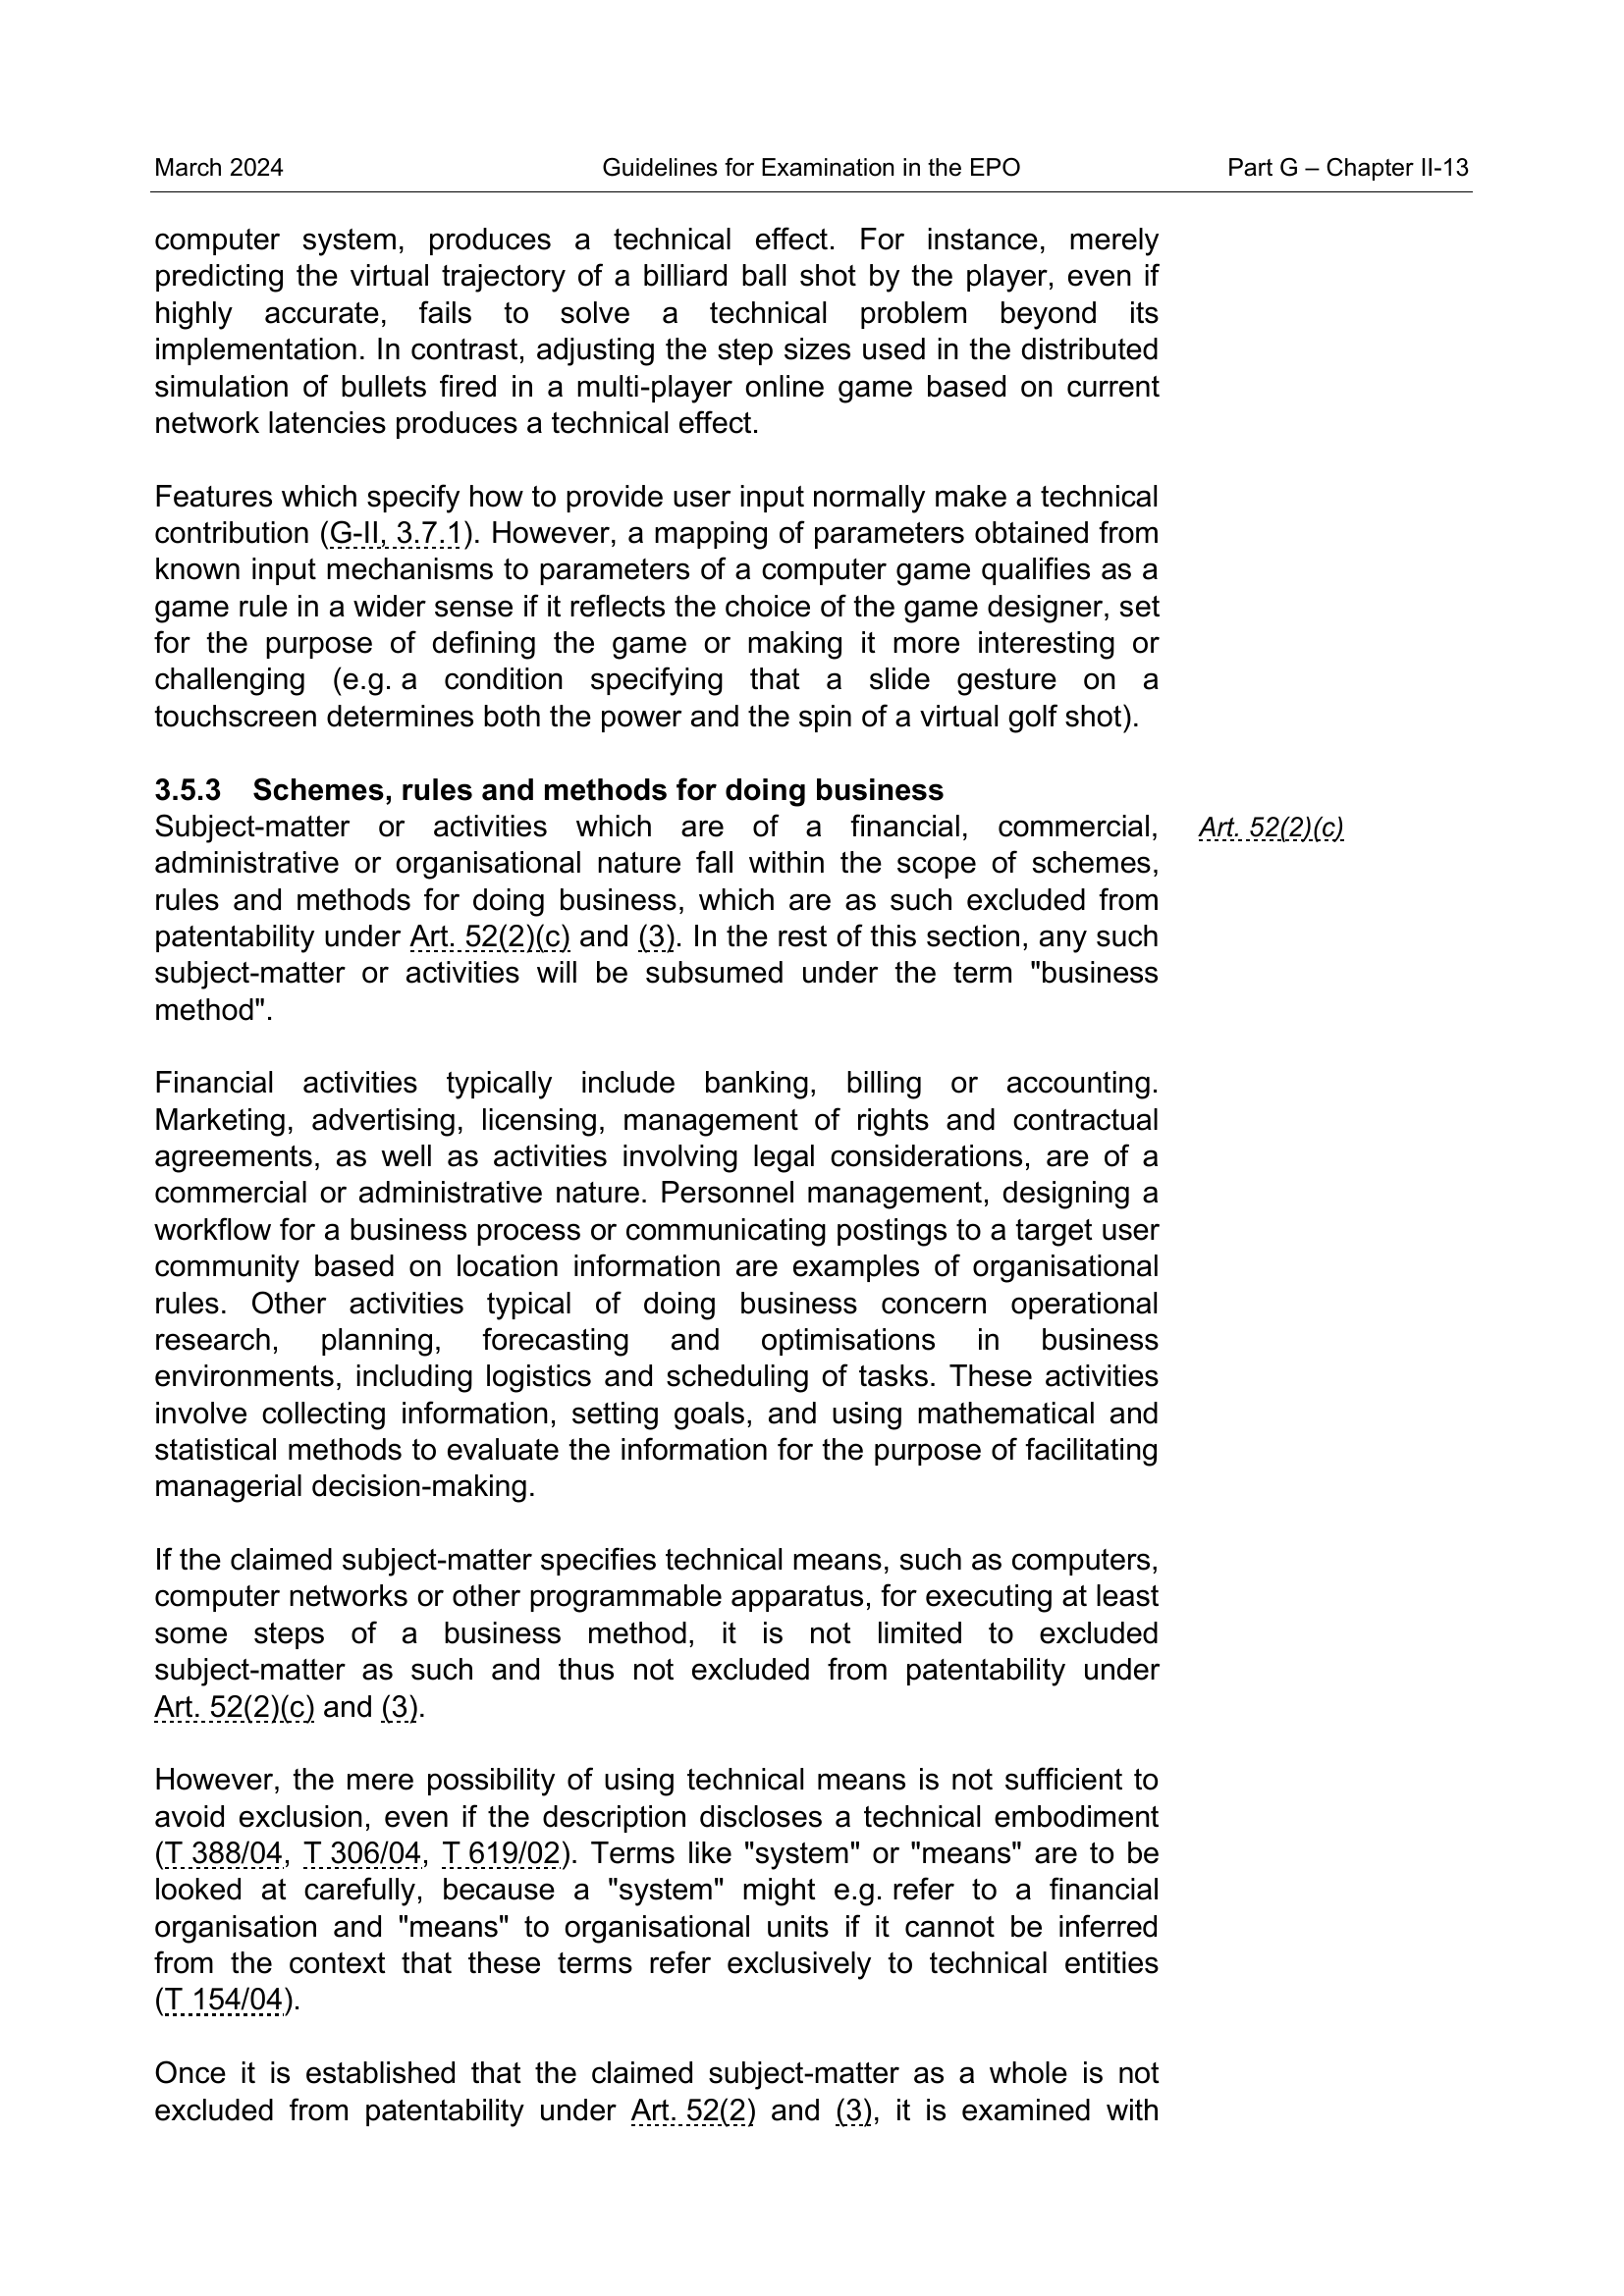 March 2024 Guidelines for Examination in the EPO Part G – Chapter II-13
computer system, produces a technical effect. For instance, merely
predicting the virtual trajectory of a billiard ball shot by the player, even if
highly accurate, fails to solve a technical problem beyond its
implementation. In contrast, adjusting the step sizes used in the distributed
simulation of bullets fired in a multi-player online game based on current
network latencies produces a technical effect.
Features which specify how to provide user input normally make a technical
contribution (G-II, 3.7.1). However, a mapping of parameters obtained from
known input mechanisms to parameters of a computer game qualifies as a
game rule in a wider sense if it reflects the choice of the game designer, set
for the purpose of defining the game or making it more interesting or
challenging (e.g. a condition specifying that a slide gesture on a
touchscreen determines both the power and the spin of a virtual golf shot).
3.5.3 Schemes, rules and methods for doing business
Subject-matter or activities which are of a financial, commercial, Art. 52(2)(c)
administrative or organisational nature fall within the scope of schemes,
rules and methods for doing business, which are as such excluded from
patentability under Art. 52(2)(c) and (3). In the rest of this section, any such
subject-matter or activities will be subsumed under the term "business
method".
Financial activities typically include banking, billing or accounting.
Marketing, advertising, licensing, management of rights and contractual
agreements, as well as activities involving legal considerations, are of a
commercial or administrative nature. Personnel management, designing a
workflow for a business process or communicating postings to a target user
community based on location information are examples of organisational
rules. Other activities typical of doing business concern operational
research, planning, forecasting and optimisations in business
environments, including logistics and scheduling of tasks. These activities
involve collecting information, setting goals, and using mathematical and
statistical methods to evaluate the information for the purpose of facilitating
managerial decision-making.
If the claimed subject-matter specifies technical means, such as computers,
computer networks or other programmable apparatus, for executing at least
some steps of a business method, it is not limited to excluded
subject-matter as such and thus not excluded from patentability under
Art. 52(2)(c) and (3).
However, the mere possibility of using technical means is not sufficient to
avoid exclusion, even if the description discloses a technical embodiment
(T 388/04, T 306/04, T 619/02). Terms like "system" or "means" are to be
looked at carefully, because a "system" might e.g. refer to a financial
organisation and "means" to organisational units if it cannot be inferred
from the context that these terms refer exclusively to technical entities
(T 154/04).
Once it is established that the claimed subject-matter as a whole is not
excluded from patentability under Art. 52(2) and (3), it is examined with